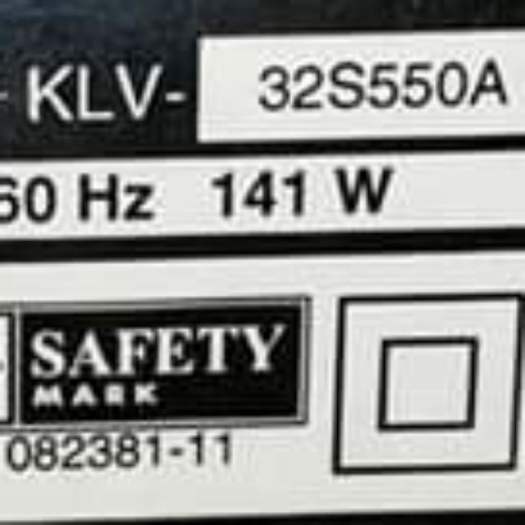 KLV- 32S550A
60 Hz 141 W
SAFETY
MARK
082381-11